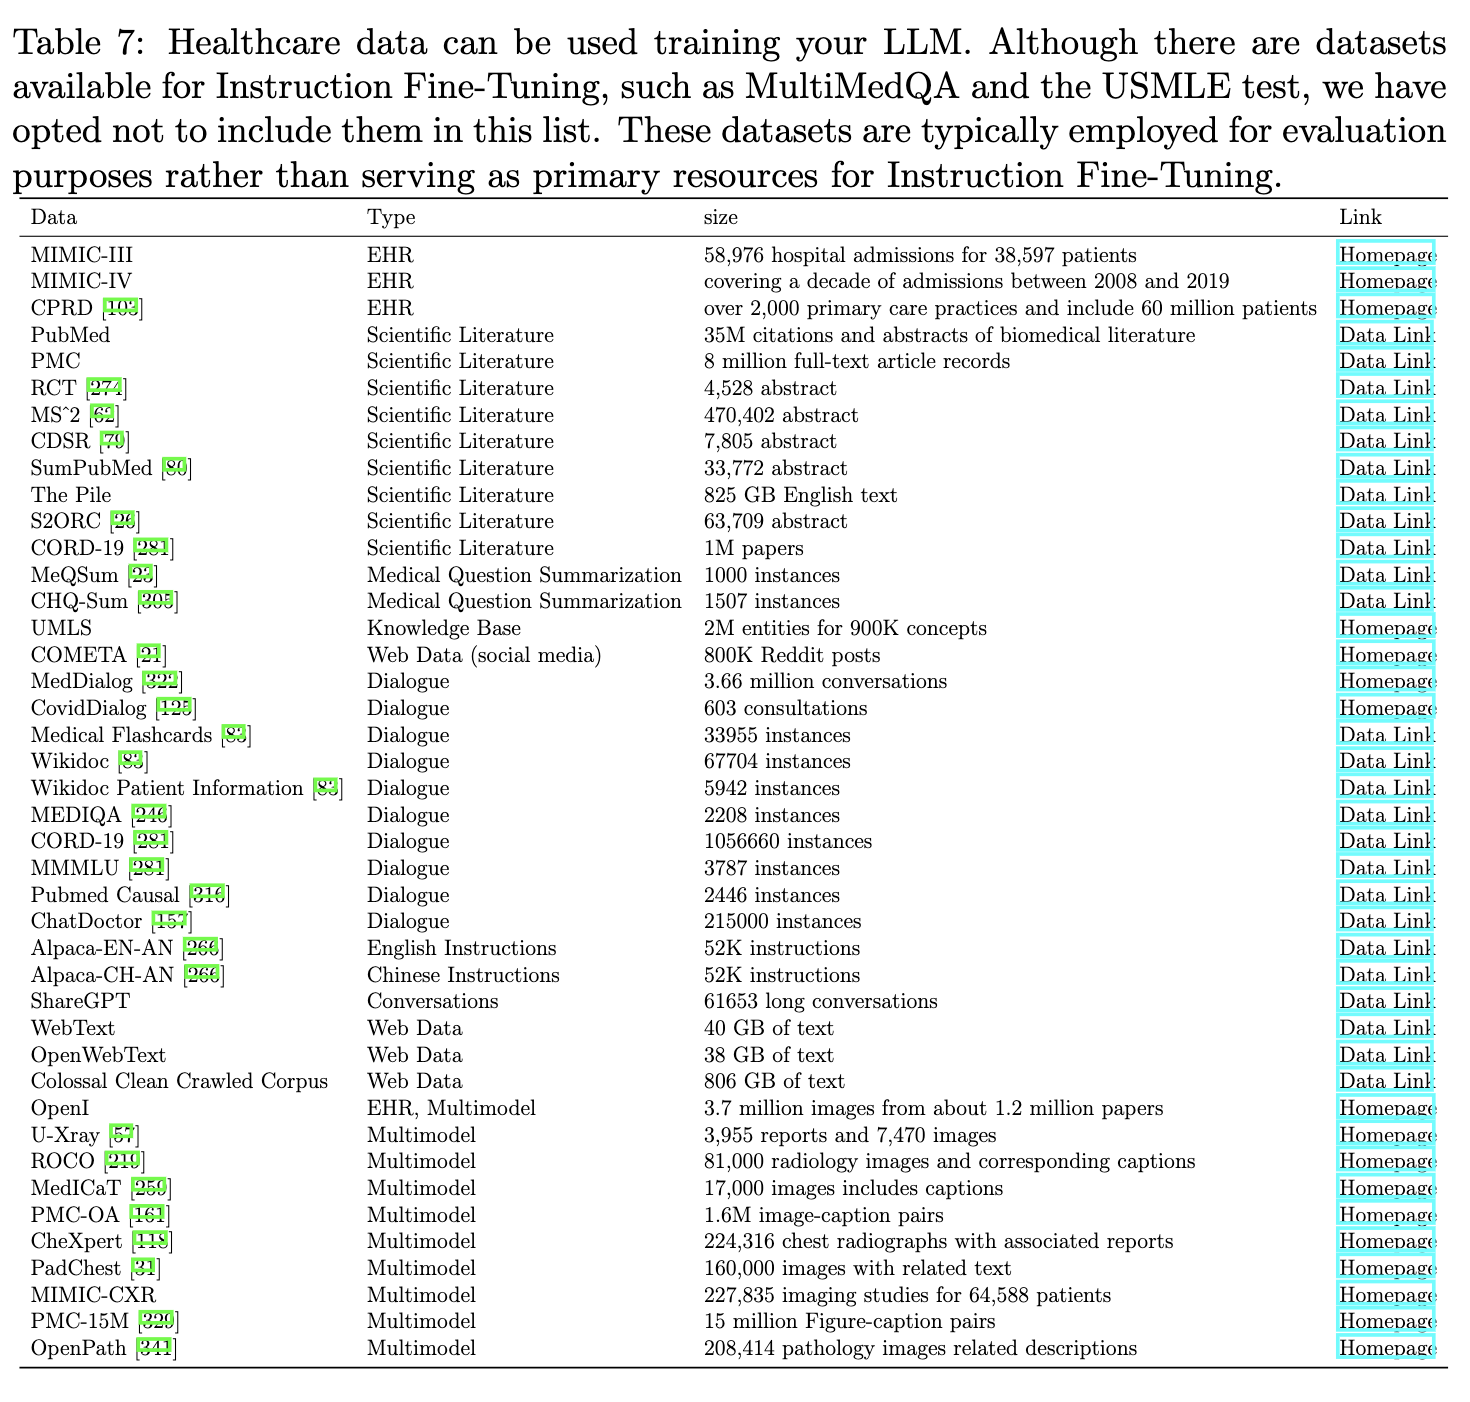 Table 7: Healthcare data can be used training your LLM. Although there are datasets
available for Instruction Fine-Tuning, such as MultiMedQA and the USMLE test, we have
opted not to include them in this list. These datasets are typically employed for evaluation
purposes rather than serving as primary resources for Instruction Fine-Tuning.
Data Type size Link
MIMIC-III EHR 58,976 hospital admissions for 38,597 patients Homepage
MIMIC-IV EHR covering a decade of admissions between 2008 and 2019 Homepage
CPRD [103] EHR over 2,000 primary care practices and include 60 million patients Homepage
PubMed Scientific Literature 35M citations and abstracts of biomedical literature Data Link
PMC Scientific Literature 8 million full-text article records Data Link
RCT [274] Scientific Literature 4,528 abstract Data Link
MS^2 [62] Scientific Literature 470,402 abstract Data Link
CDSR [79] Scientific Literature 7,805 abstract Data Link
SumPubMed [80] Scientific Literature 33,772 abstract Data Link
The Pile Scientific Literature 825 GB English text Data Link
S2ORC [26] Scientific Literature 63,709 abstract Data Link
CORD-19 [281] Scientific Literature 1M papers Data Link
MeQSum [23] Medical Question Summarization 1000 instances Data Link
CHQ-Sum [305] Medical Question Summarization 1507 instances Data Link
UMLS Knowledge Base 2M entities for 900K concepts Homepage
COMETA [21] Web Data (social media) 800K Reddit posts Homepage
MedDialog [322] Dialogue 3.66 million conversations Homepage
CovidDialog [125] Dialogue 603 consultations Homepage
Medical Flashcards [83] Dialogue 33955 instances Data Link
Wikidoc [83] Dialogue 67704 instances Data Link
Wikidoc Patient Information [83] Dialogue 5942 instances Data Link
MEDIQA [246] Dialogue 2208 instances Data Link
CORD-19 [281] Dialogue 1056660 instances Data Link
MMMLU [281] Dialogue 3787 instances Data Link
Pubmed Causal [316] Dialogue 2446 instances Data Link
ChatDoctor [157] Dialogue 215000 instances Data Link
Alpaca-EN-AN [266] English Instructions 52K instructions Data Link
Alpaca-CH-AN [266] Chinese Instructions 52K instructions Data Link
ShareGPT Conversations 61653 long conversations Data Link
WebText Web Data 40 GB of text Data Link
OpenWebText Web Data 38 GB of text Data Link
Colossal Clean Crawled Corpus Web Data 806 GB of text Data Link
OpenI EHR, Multimodel 3.7 million images from about 1.2 million papers Homepage
U-Xray [57] Multimodel 3,955 reports and 7,470 images Homepage
ROCO [219] Multimodel 81,000 radiology images and corresponding captions Homepage
MedICaT [259] Multimodel 17,000 images includes captions Homepage
PMC-OA [161] Multimodel 1.6M image-caption pairs Homepage
CheXpert [118] Multimodel 224,316 chest radiographs with associated reports Homepage
PadChest [31] Multimodel 160,000 images with related text Homepage
MIMIC-CXR Multimodel 227,835 imaging studies for 64,588 patients Homepage
PMC-15M [329] Multimodel 15 million Figure-caption pairs Homepage
OpenPath [341] Multimodel 208,414 pathology images related descriptions Homepage